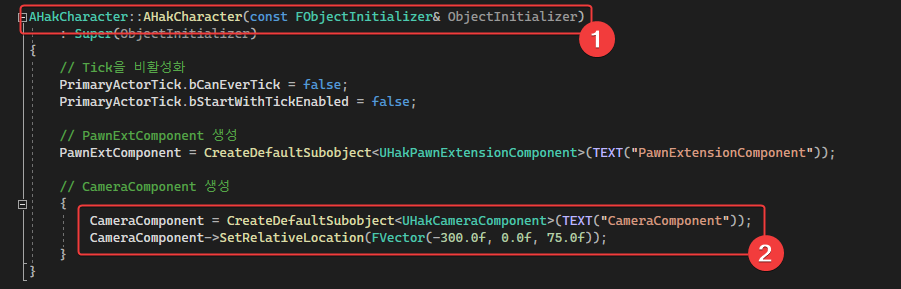 AHakCharacter::AHakCharacter(const FObjectInitializer& ObjectInitializer)
1
: Super(ObjectInitializer)
{
// Tick을 비활성화
PrimaryActorTick.bCanEverTick = false;
PrimaryActorTick.bStartWithTickEnabled = false;
// PawnExtComponent 생성
PawnExtComponent = CreateDefaultSubobject<UHakPawnExtensionComponent>(TEXT("PawnExtensionComponent"));
// CameraComponent 생성
{
CameraComponent = CreateDefaultSubobject<UHakCameraComponent>(TEXT("CameraComponent"));
CameraComponent->SetRelativeLocation(FVector(-300.0f, 0.0f, 75.0f));
2
}
}